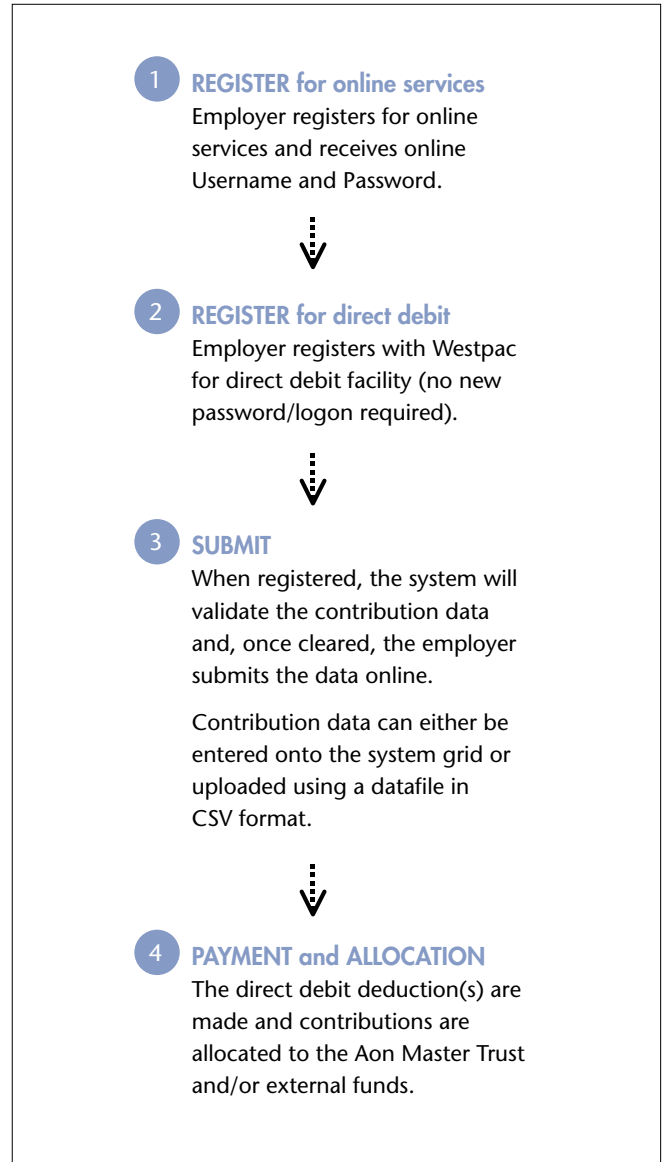 1 REGISTER for online services
Employer registers for online
services and receives online
Username and Password.
2 REGISTER for direct debit
Employer registers with Westpac
for direct debit facility (no new
password/logon required).
3 SUBMIT
When registered, the system will
validate the contribution data
and, once cleared, the employer
submits the data online.
Contribution data can either be
entered onto the system grid or
uploaded using a datafile in
CSV format.
4 PAYMENT and ALLOCATION
The direct debit deduction(s) are
made and contributions are
allocated to the Aon Master Trust
and/or external funds.